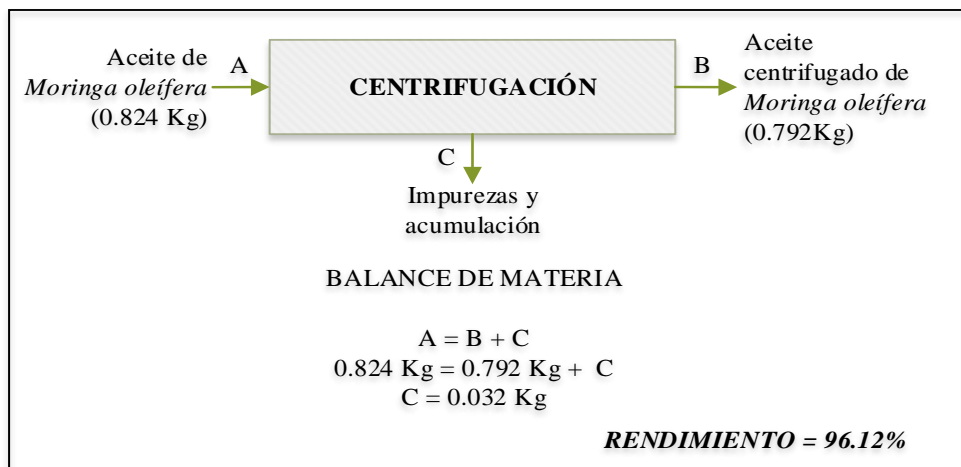 Aceite de
Moringa oleífera
(0.824 Kg)
A
CENTRIFUGACIÓN
B
Aceite
centrifugado de
Moringa oleífera
(0.792Kg)
C
Impurezas y
acumulación
BALANCE DE MATERIA
A = B + C
0.824 Kg = 0.792 Kg + C
C = 0.032 Kg
RENDIMIENTO = 96.12%